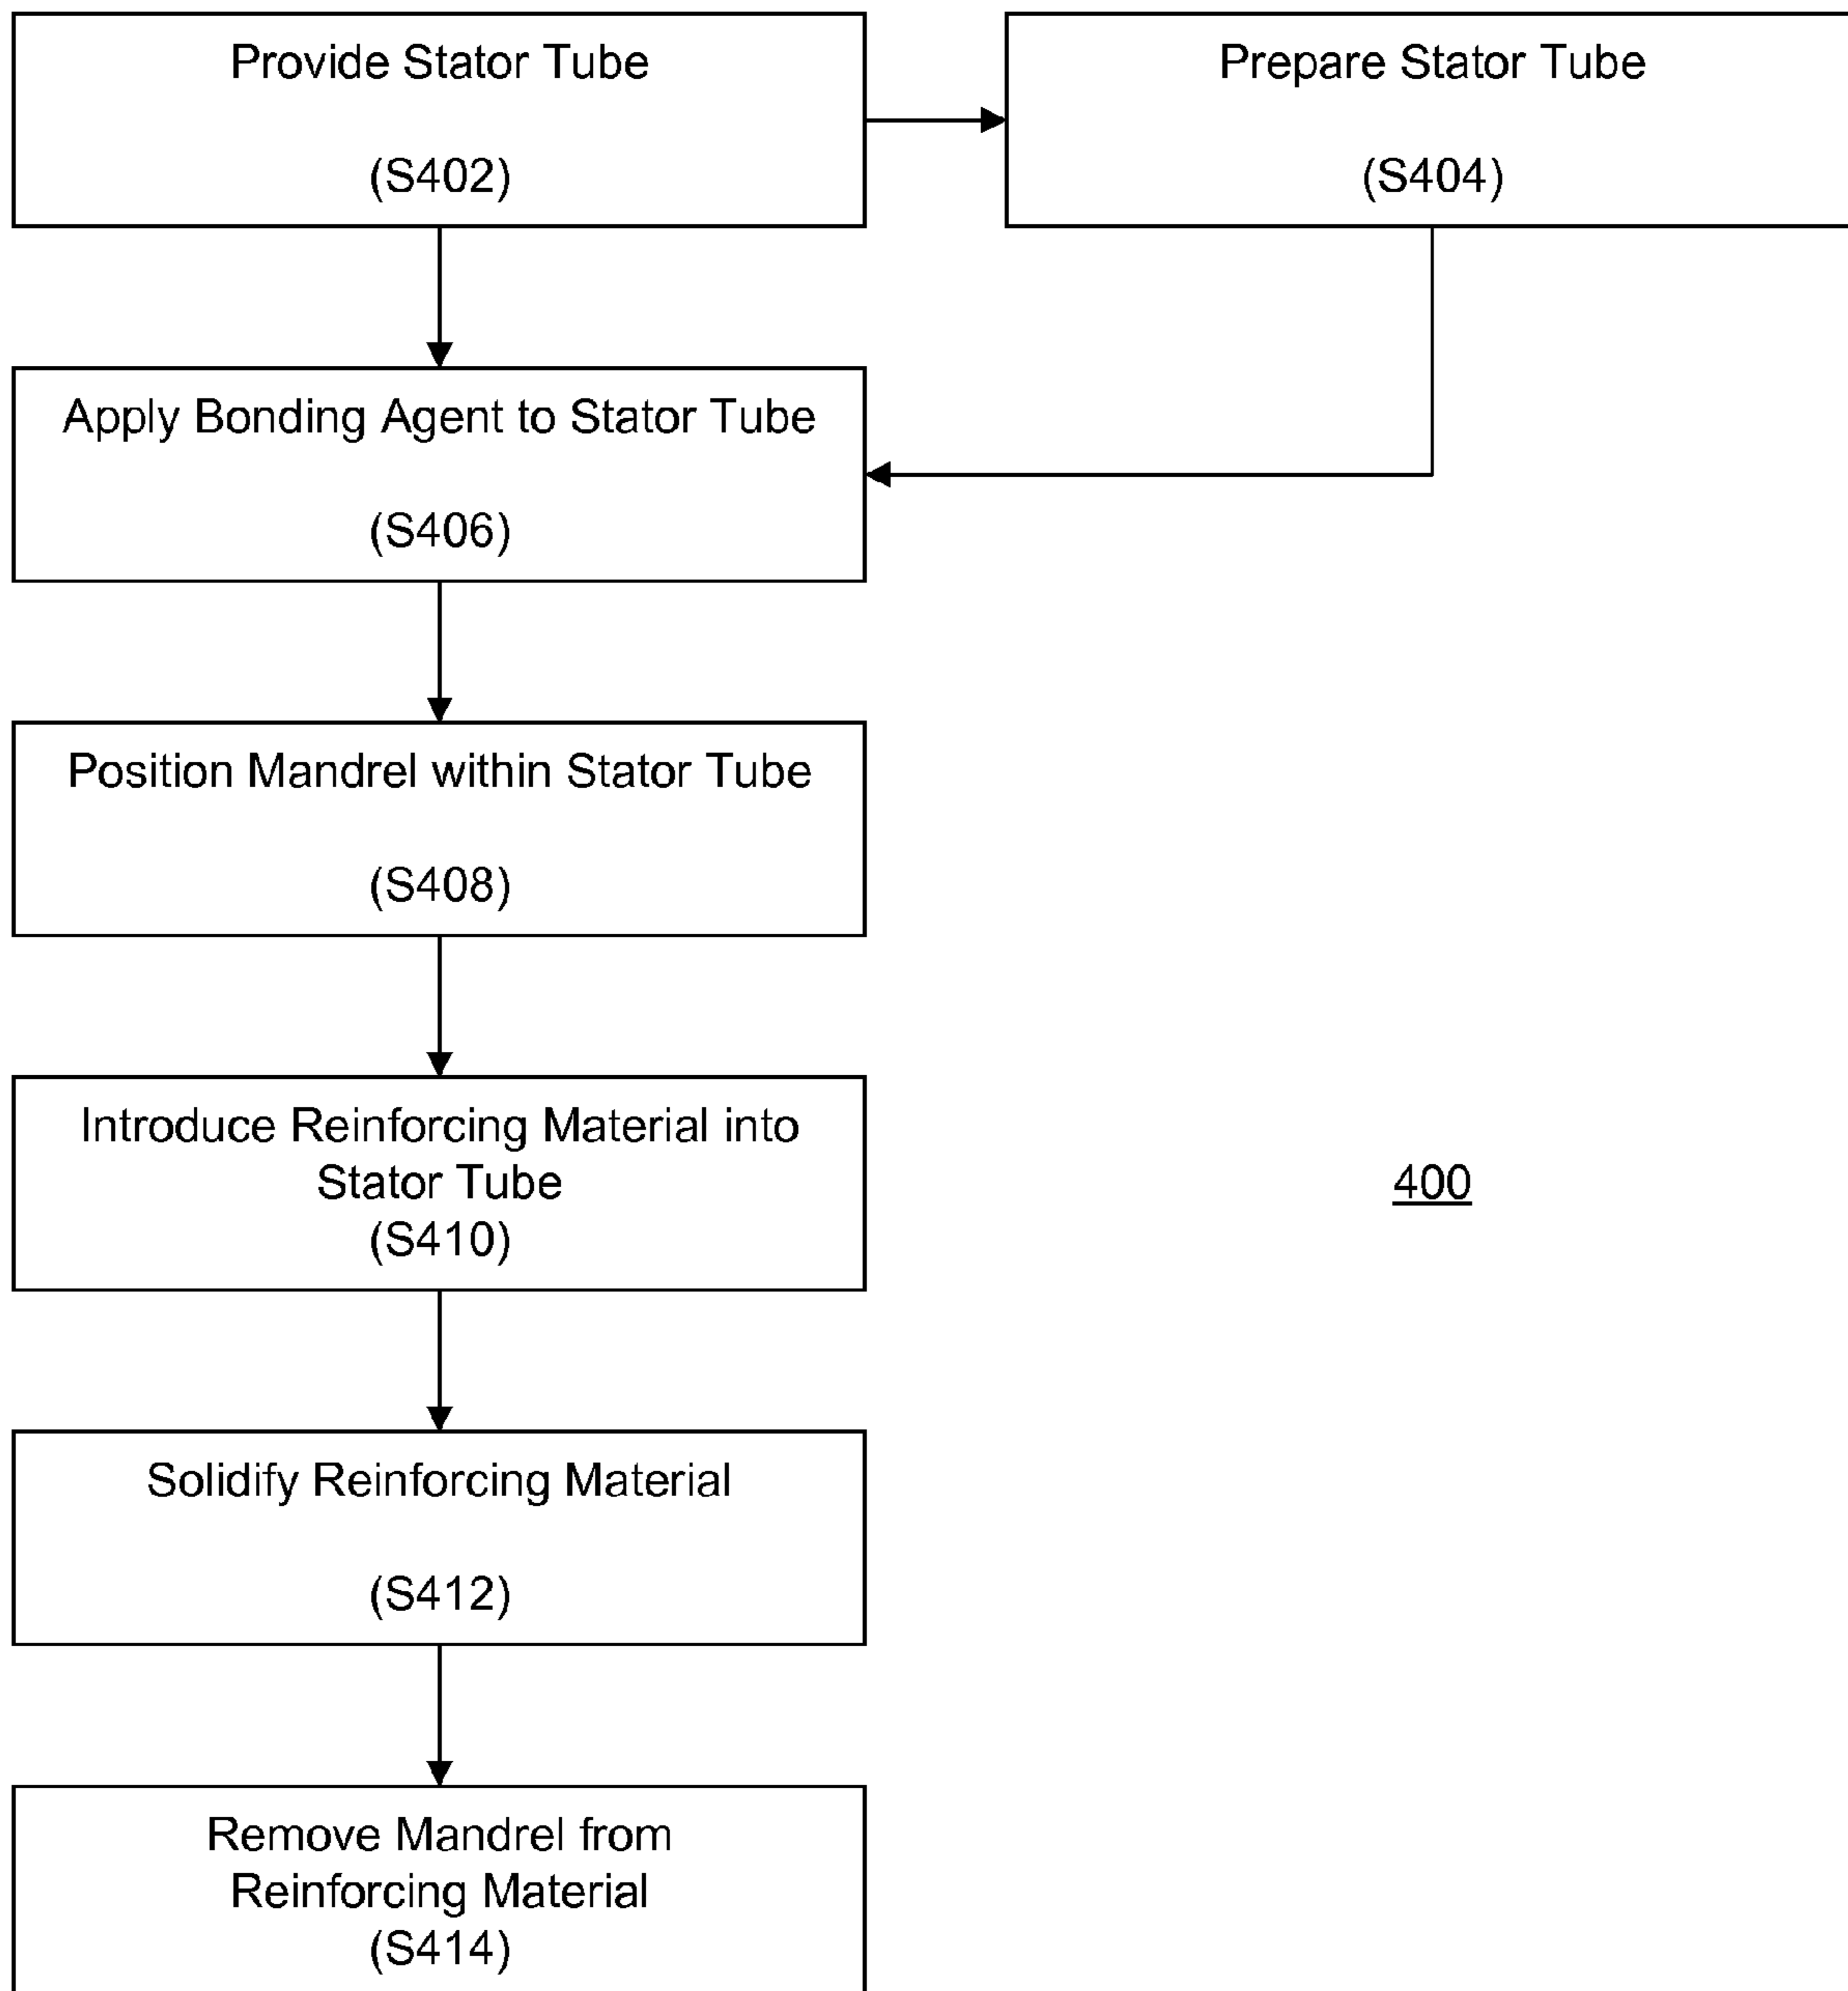 Provide Stator Tube
(S402)
Prepare Stator Tube
(S404)
Apply Bonding Agent to Stator Tube
(S406)
Position Mandrel within Stator Tube
(S408)
Introduce Reinforcing Material into
Stator Tube
(S410)
400
Solidify Reinforcing Material
(S412)
Remove Mandrel from
Reinforcing Material
(S414)